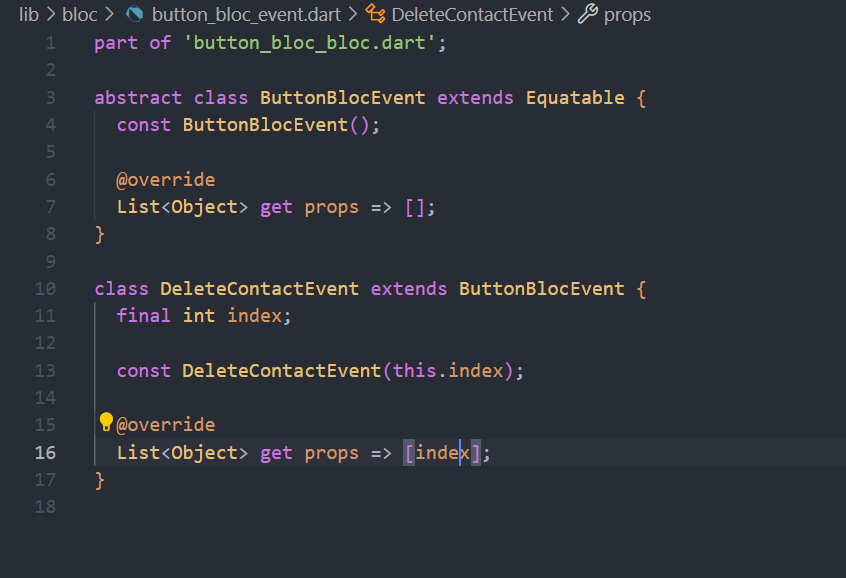 lib > bloc > button_bloc_event.dart > DeleteContactEvent > props
1 part of 'button_bloc_bloc.dart';
2
3 abstract class ButtonBlocEvent extends Equatable {
4 const ButtonBlocEvent();
5
6 @override
7 List<Object> get props => [];
8 }
9
10 class DeleteContactEvent extends ButtonBlocEvent {
11 final int index;
12
13 const DeleteContactEvent(this.index);
14
15 @override
16 List<Object> get props => [index];
17 }
18